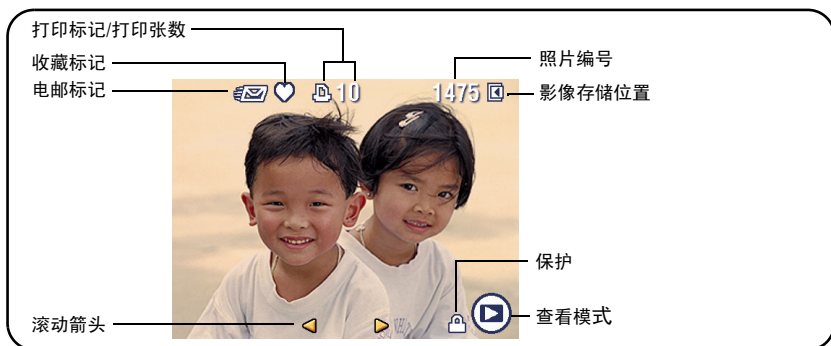 打印标记/打印张数
收藏标记
电邮标记
10
1475
照片编号
影像存储位置
保护
滚动箭头
查看模式